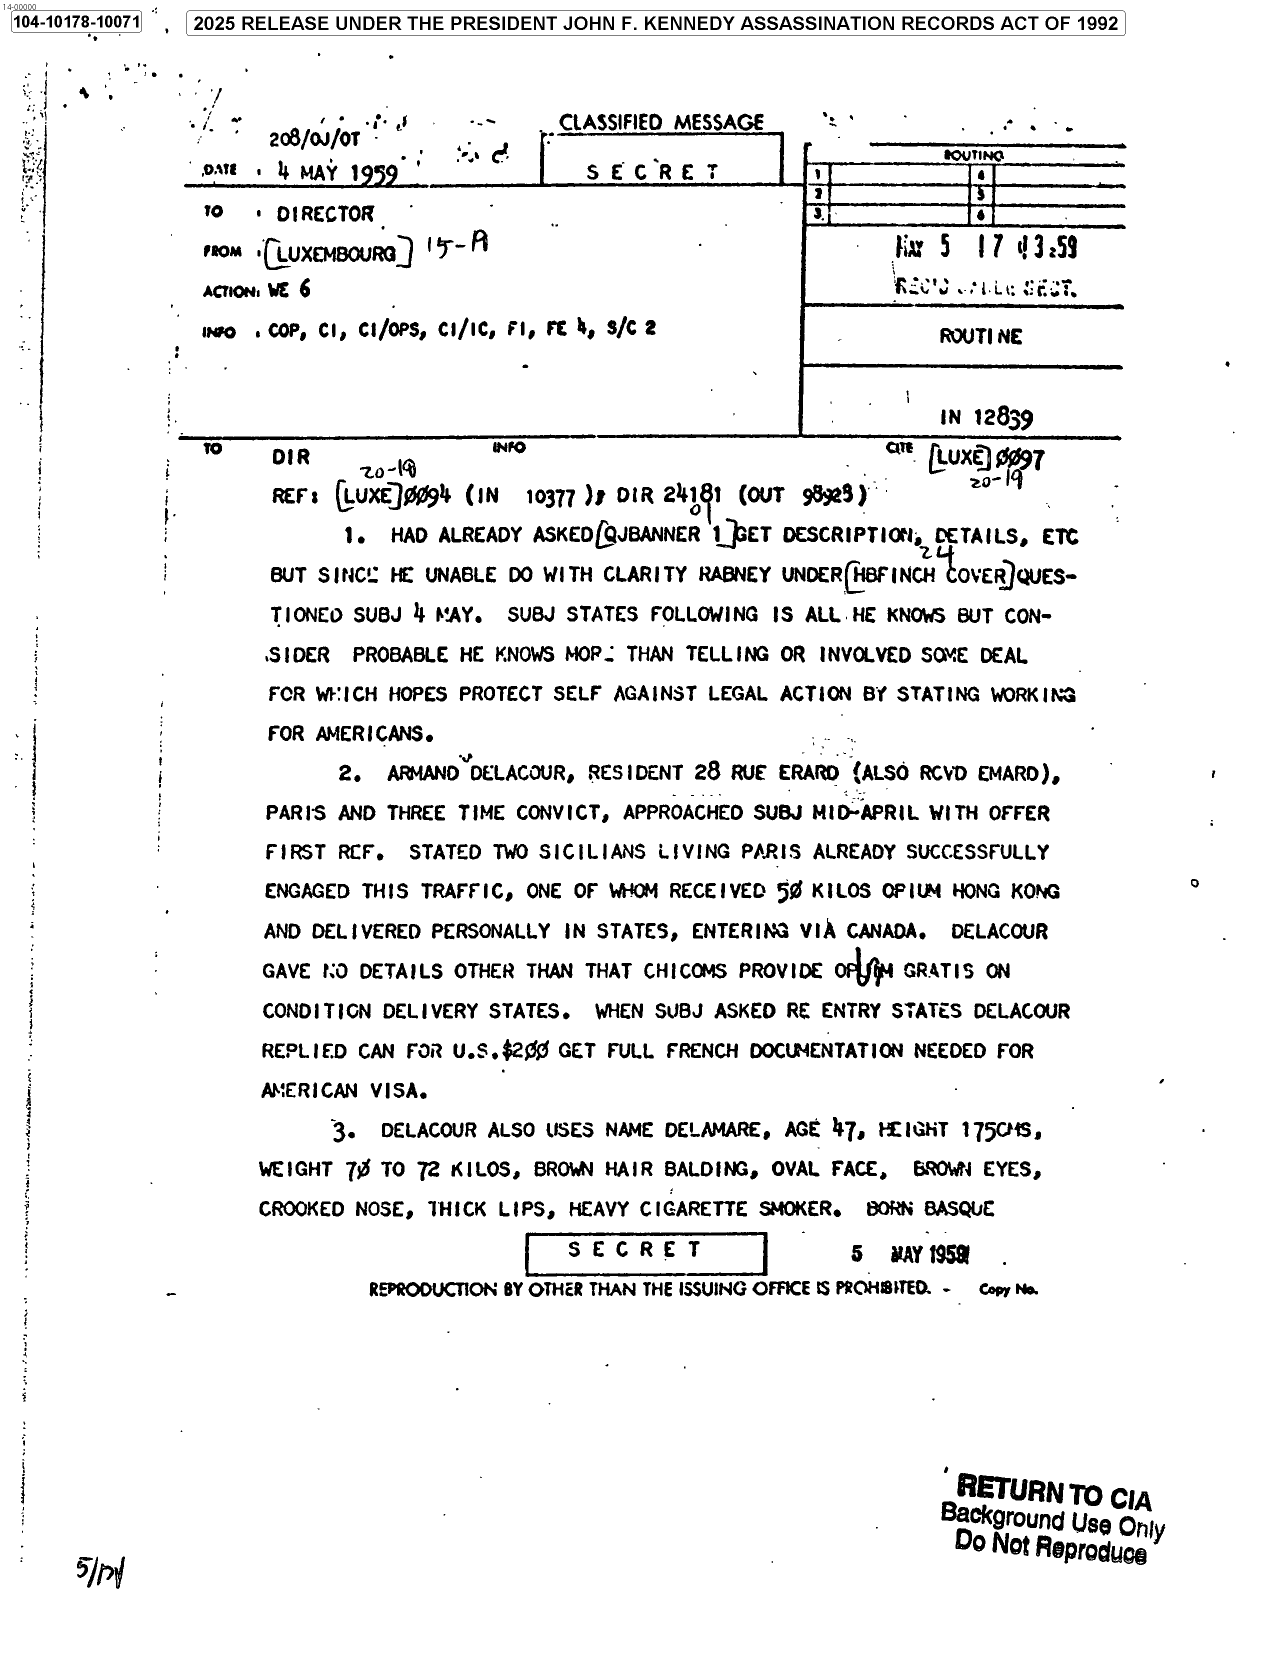 14-00000
104-10178-10071
2025 RELEASE UNDER THE PRESIDENT JOHN F. KENNEDY ASSASSINATION RECORDS ACT OF 1992
208/OJ/OT
CLASSIFIED MESSAGE
DATE : 4 MAY 1959
S E C R E T
ROUTING
1 4
2 5
3 6
TO : DIRECTOR
FROM : [LUXEMBOURG] 15-A
ACTION: WE 6
INFO : COP, CI, CI/OPS, CI/IC, FI, FE 4, S/C 2
MAY 5 17 43Z59
REC'D CABLE SECT.
ROUTINE
IN 12839
TO DIR INFO CITE [LUXE] 0097
20-19 20-19
REF: [LUXE] 0094 (IN 10377 ); DIR 24181 (OUT 98928)
01
1. HAD ALREADY ASKED [QJBANNER 1] GET DESCRIPTION, DETAILS, ETC
24
BUT SINCE HE UNABLE DO WITH CLARITY RABNEY UNDER [HBFINCH COVER] QUES-
TIONED SUBJ 4 MAY. SUBJ STATES FOLLOWING IS ALL HE KNOWS BUT CON-
SIDER PROBABLE HE KNOWS MORE THAN TELLING OR INVOLVED SOME DEAL
FOR WHICH HOPES PROTECT SELF AGAINST LEGAL ACTION BY STATING WORKING
FOR AMERICANS.
2. ARMAND DELACOUR, RESIDENT 28 RUE ERARD (ALSO RCVD EMARD),
PARIS AND THREE TIME CONVICT, APPROACHED SUBJ MID-APRIL WITH OFFER
FIRST REF. STATED TWO SICILIANS LIVING PARIS ALREADY SUCCESSFULLY
ENGAGED THIS TRAFFIC, ONE OF WHOM RECEIVED 50 KILOS OPIUM HONG KONG
AND DELIVERED PERSONALLY IN STATES, ENTERING VIA CANADA. DELACOUR
GAVE NO DETAILS OTHER THAN THAT CHICOMS PROVIDE OPIUM GRATIS ON
CONDITION DELIVERY STATES. WHEN SUBJ ASKED RE ENTRY STATES DELACOUR
REPLIED CAN FOR U.S.$200 GET FULL FRENCH DOCUMENTATION NEEDED FOR
AMERICAN VISA.
3. DELACOUR ALSO USES NAME DELAMARE, AGE 47, HEIGHT 175CMS,
WEIGHT 70 TO 72 KILOS, BROWN HAIR BALDING, OVAL FACE, BROWN EYES,
CROOKED NOSE, THICK LIPS, HEAVY CIGARETTE SMOKER. BORN BASQUE
S E C R E T
5 MAY 1959
REPRODUCTION BY OTHER THAN THE ISSUING OFFICE IS PROHIBITED. - Copy No.
RETURN TO CIA
Background Use Only
Do Not Reproduce